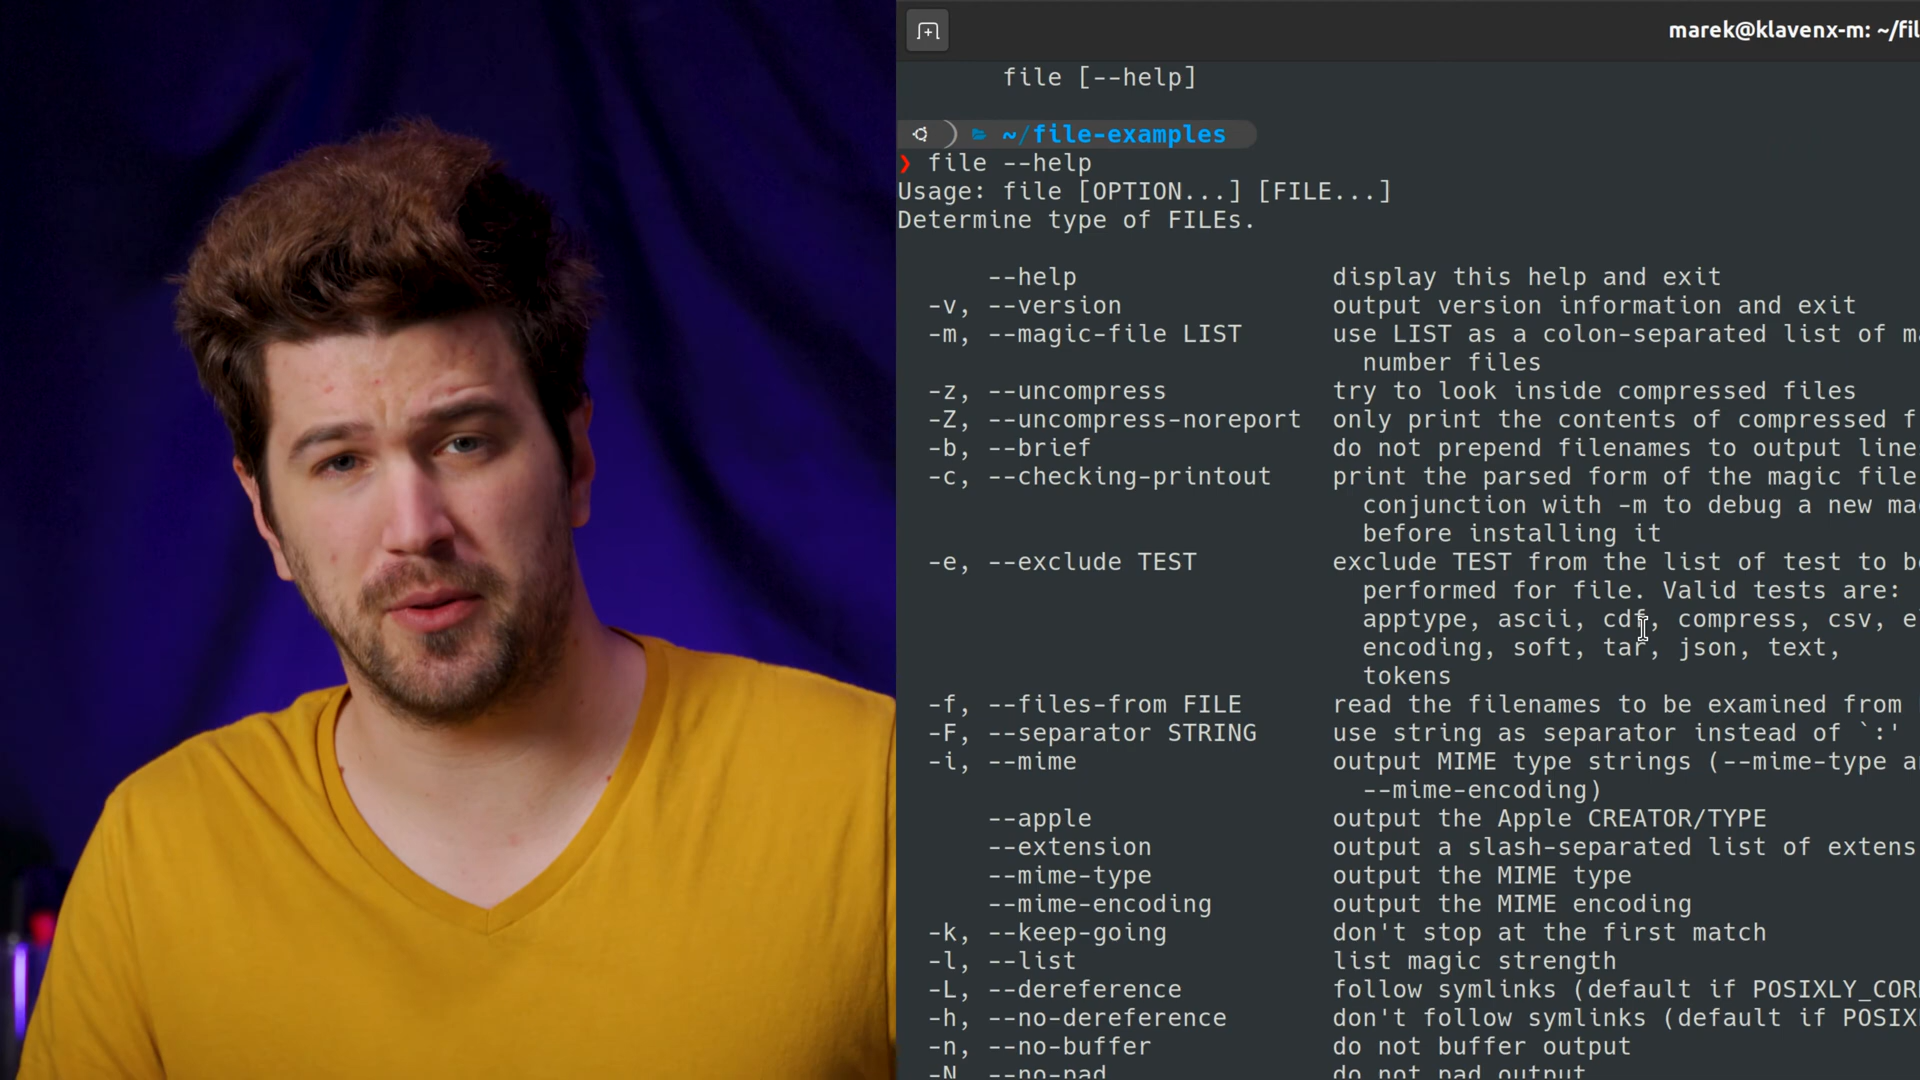 marek@klavenx-m: ~/fil
file [--help]
~/file-examples
❯ file --help
Usage: file [OPTION...] [FILE...]
Determine type of FILEs.
--help display this help and exit
-v, --version output version information and exit
-m, --magic-file LIST use LIST as a colon-separated list of m
number files
-z, --uncompress try to look inside compressed files
-Z, --uncompress-noreport only print the contents of compressed f
-b, --brief do not prepend filenames to output line
-c, --checking-printout print the parsed form of the magic file
conjunction with -m to debug a new ma
before installing it
-e, --exclude TEST exclude TEST from the list of test to b
performed for file. Valid tests are:
apptype, ascii, cdf, compress, csv, e
encoding, soft, tar, json, text,
tokens
-f, --files-from FILE read the filenames to be examined from
-F, --separator STRING use string as separator instead of `:'
-i, --mime output MIME type strings (--mime-type a
--mime-encoding)
--apple output the Apple CREATOR/TYPE
--extension output a slash-separated list of extens
--mime-type output the MIME type
--mime-encoding output the MIME encoding
-k, --keep-going don't stop at the first match
-l, --list list magic strength
-L, --dereference follow symlinks (default if POSIXLY_COR
-h, --no-dereference don't follow symlinks (default if POSIX
-n, --no-buffer do not buffer output
-N, --no-pad do not pad output